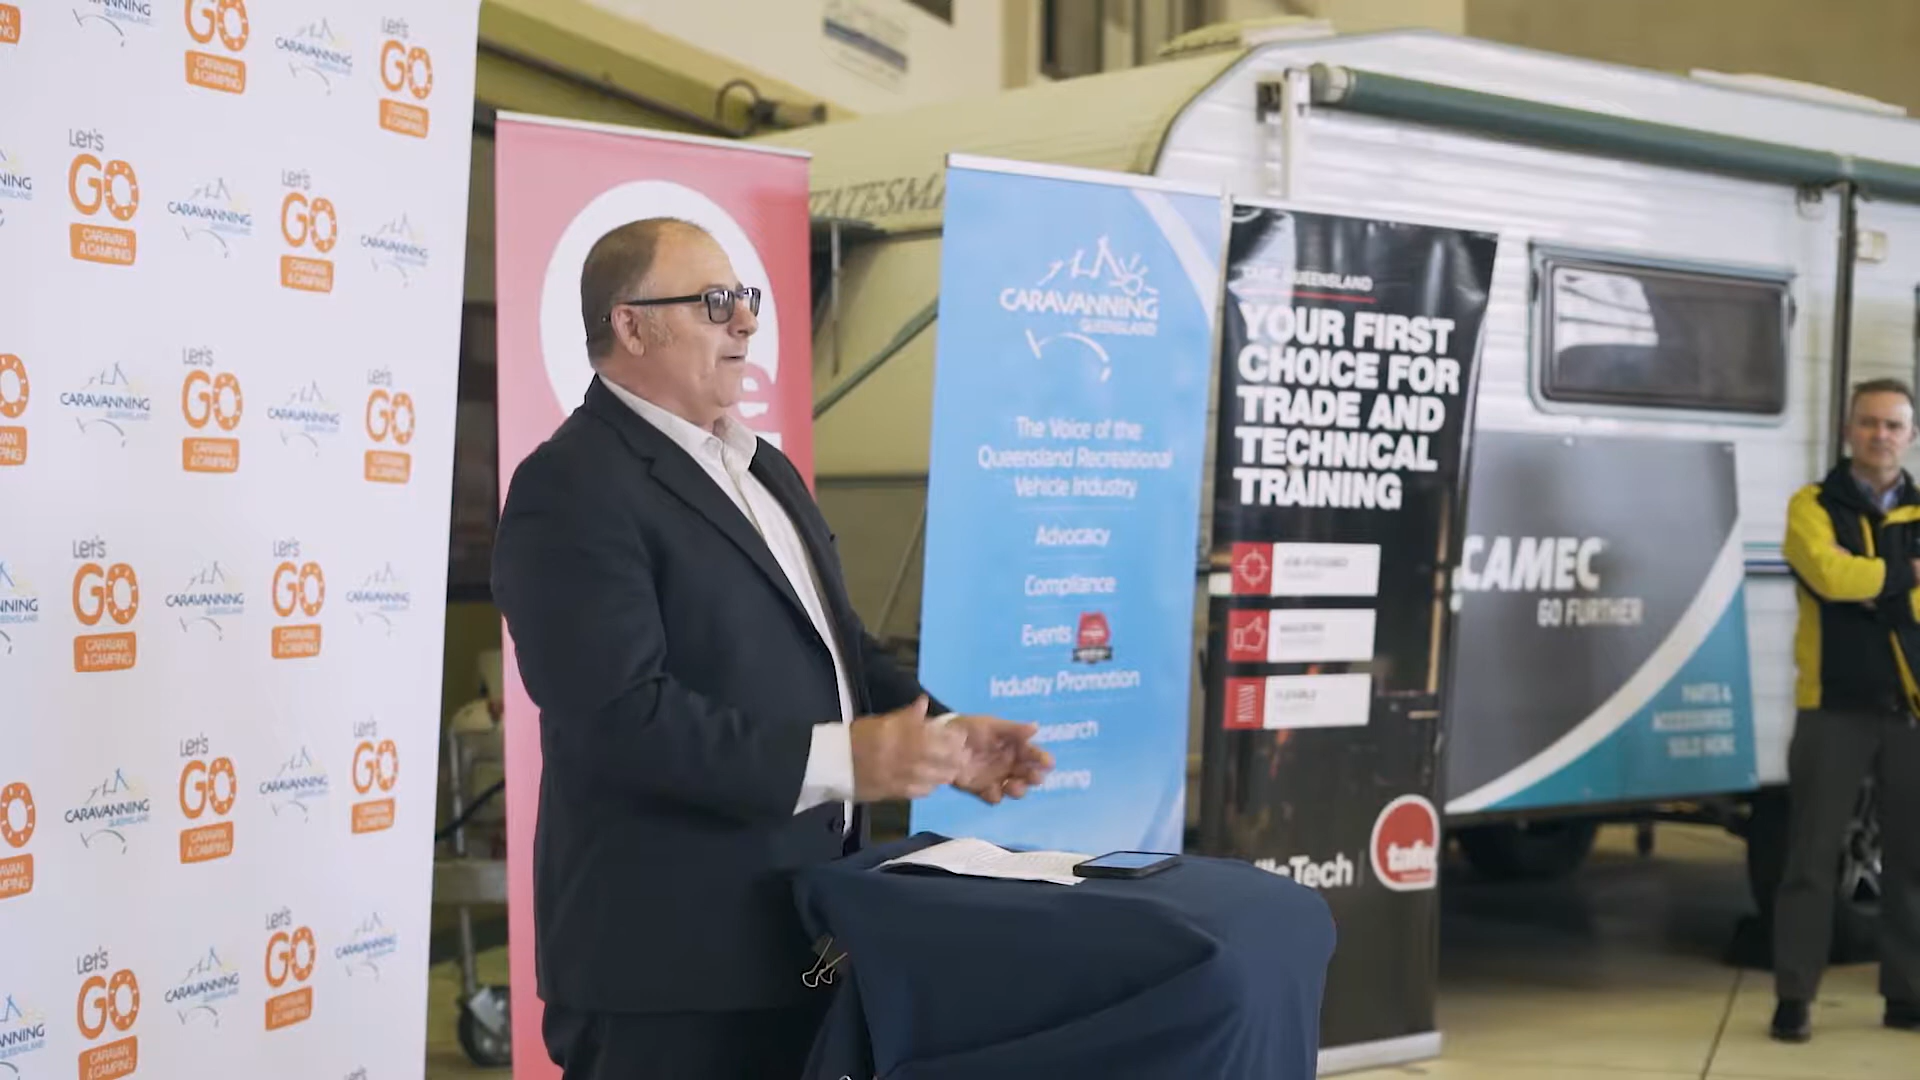 Let's
GO
CARAVAN
& CAMPING
CARAVANNING
QUEENSLAND
STATESMA
CARAVANNING
QUEENSLAND
The Voice of the
Queensland Recreational
Vehicle Industry
Advocacy
Compliance
Events
Industry Promotion
Research
Training
TAFE QUEENSLAND
YOUR FIRST
CHOICE FOR
TRADE AND
TECHNICAL
TRAINING
tafe
CAMEC
GO FURTHER
PARTS &
ACCESSORIES
SOLD HERE